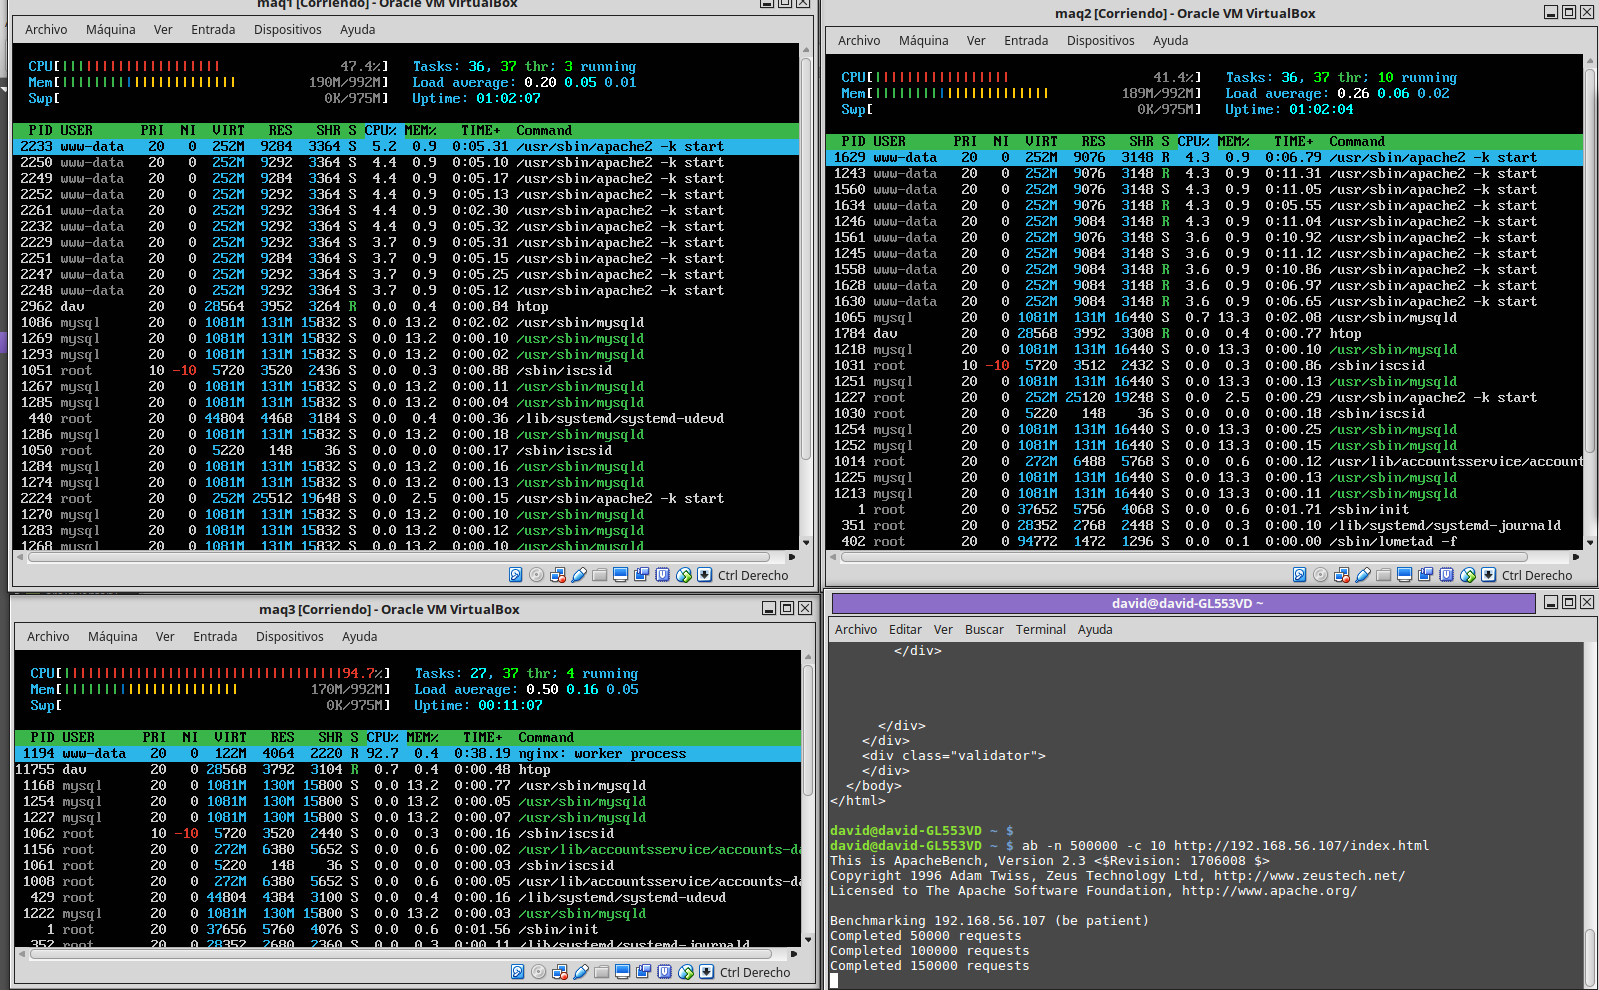 maq1 [Corriendo] - Oracle VM VirtualBox
Archivo Máquina Ver Entrada Dispositivos Ayuda
CPU[ 47.4%] Tasks: 36, 37 thr; 3 running
Mem[ 190M/992M] Load average: 0.20 0.05 0.01
Swp[ 0K/975M] Uptime: 01:02:07
PID USER PRI NI VIRT RES SHR S CPU% MEM% TIME+ Command
2233 www-data 20 0 252M 9284 3364 S 5.2 0.9 0:05.31 /usr/sbin/apache2 -k start
2250 www-data 20 0 252M 9292 3364 S 4.4 0.9 0:05.10 /usr/sbin/apache2 -k start
2249 www-data 20 0 252M 9284 3364 S 4.4 0.9 0:05.17 /usr/sbin/apache2 -k start
2252 www-data 20 0 252M 9292 3364 S 4.4 0.9 0:05.13 /usr/sbin/apache2 -k start
2261 www-data 20 0 252M 9292 3364 S 4.4 0.9 0:02.30 /usr/sbin/apache2 -k start
2232 www-data 20 0 252M 9292 3364 S 4.4 0.9 0:05.32 /usr/sbin/apache2 -k start
2229 www-data 20 0 252M 9292 3364 S 3.7 0.9 0:05.31 /usr/sbin/apache2 -k start
2251 www-data 20 0 252M 9284 3364 S 3.7 0.9 0:05.15 /usr/sbin/apache2 -k start
2247 www-data 20 0 252M 9292 3364 S 3.7 0.9 0:05.25 /usr/sbin/apache2 -k start
2248 www-data 20 0 252M 9292 3364 S 3.7 0.9 0:05.12 /usr/sbin/apache2 -k start
2962 dav 20 0 28564 3952 3264 R 0.0 0.4 0:00.84 htop
1086 mysql 20 0 1081M 131M 15832 S 0.0 13.2 0:02.02 /usr/sbin/mysqld
1269 mysql 20 0 1081M 131M 15832 S 0.0 13.2 0:00.10 /usr/sbin/mysqld
1293 mysql 20 0 1081M 131M 15832 S 0.0 13.2 0:00.02 /usr/sbin/mysqld
1051 root 10 -10 5720 3520 2436 S 0.0 0.3 0:00.88 /sbin/iscsid
1267 mysql 20 0 1081M 131M 15832 S 0.0 13.2 0:00.11 /usr/sbin/mysqld
1285 mysql 20 0 1081M 131M 15832 S 0.0 13.2 0:00.04 /usr/sbin/mysqld
440 root 20 0 44804 4468 3184 S 0.0 0.4 0:00.36 /lib/systemd/systemd-udevd
1286 mysql 20 0 1081M 131M 15832 S 0.0 13.2 0:00.18 /usr/sbin/mysqld
1050 root 20 0 5220 148 36 S 0.0 0.0 0:00.17 /sbin/iscsid
1284 mysql 20 0 1081M 131M 15832 S 0.0 13.2 0:00.16 /usr/sbin/mysqld
1274 mysql 20 0 1081M 131M 15832 S 0.0 13.2 0:00.13 /usr/sbin/mysqld
2224 root 20 0 252M 25512 19648 S 0.0 2.5 0:00.15 /usr/sbin/apache2 -k start
1270 mysql 20 0 1081M 131M 15832 S 0.0 13.2 0:00.10 /usr/sbin/mysqld
1283 mysql 20 0 1081M 131M 15832 S 0.0 13.2 0:00.12 /usr/sbin/mysqld
1268 mysql 20 0 1081M 131M 15832 S 0.0 13.2 0:00.10 /usr/sbin/mysqld
Ctrl Derecho
maq2 [Corriendo] - Oracle VM VirtualBox
Archivo Máquina Ver Entrada Dispositivos Ayuda
CPU[ 41.4%] Tasks: 36, 37 thr; 10 running
Mem[ 189M/992M] Load average: 0.26 0.06 0.02
Swp[ 0K/975M] Uptime: 01:02:04
PID USER PRI NI VIRT RES SHR S CPU% MEM% TIME+ Command
1629 www-data 20 0 252M 9076 3148 R 4.3 0.9 0:06.79 /usr/sbin/apache2 -k start
1243 www-data 20 0 252M 9076 3148 R 4.3 0.9 0:11.31 /usr/sbin/apache2 -k start
1560 www-data 20 0 252M 9076 3148 S 4.3 0.9 0:11.05 /usr/sbin/apache2 -k start
1634 www-data 20 0 252M 9076 3148 R 4.3 0.9 0:05.55 /usr/sbin/apache2 -k start
1246 www-data 20 0 252M 9084 3148 R 4.3 0.9 0:11.04 /usr/sbin/apache2 -k start
1561 www-data 20 0 252M 9076 3148 S 3.6 0.9 0:10.92 /usr/sbin/apache2 -k start
1245 www-data 20 0 252M 9084 3148 S 3.6 0.9 0:11.12 /usr/sbin/apache2 -k start
1558 www-data 20 0 252M 9084 3148 R 3.6 0.9 0:10.86 /usr/sbin/apache2 -k start
1628 www-data 20 0 252M 9084 3148 R 3.6 0.9 0:06.97 /usr/sbin/apache2 -k start
1630 www-data 20 0 252M 9084 3148 R 3.6 0.9 0:06.65 /usr/sbin/apache2 -k start
1065 mysql 20 0 1081M 131M 16440 S 0.7 13.3 0:02.08 /usr/sbin/mysqld
1784 dav 20 0 28568 3992 3308 R 0.0 0.4 0:00.77 htop
1218 mysql 20 0 1081M 131M 16440 S 0.0 13.3 0:00.10 /usr/sbin/mysqld
1031 root 10 -10 5720 3512 2432 S 0.0 0.3 0:00.86 /sbin/iscsid
1251 mysql 20 0 1081M 131M 16440 S 0.0 13.3 0:00.13 /usr/sbin/mysqld
1227 root 20 0 252M 25120 19248 S 0.0 2.5 0:00.29 /usr/sbin/apache2 -k start
1030 root 20 0 5220 148 36 S 0.0 0.0 0:00.18 /sbin/iscsid
1254 mysql 20 0 1081M 131M 16440 S 0.0 13.3 0:00.25 /usr/sbin/mysqld
1252 mysql 20 0 1081M 131M 16440 S 0.0 13.3 0:00.15 /usr/sbin/mysqld
1014 root 20 0 272M 6488 5768 S 0.0 0.6 0:00.12 /usr/lib/accountsservice/account
1225 mysql 20 0 1081M 131M 16440 S 0.0 13.3 0:00.13 /usr/sbin/mysqld
1213 mysql 20 0 1081M 131M 16440 S 0.0 13.3 0:00.11 /usr/sbin/mysqld
1 root 20 0 37652 5756 4068 S 0.0 0.6 0:01.71 /sbin/init
351 root 20 0 28352 2768 2448 S 0.0 0.3 0:00.10 /lib/systemd/systemd-journald
402 root 20 0 94772 1472 1296 S 0.0 0.1 0:00.00 /sbin/lvmetad -f
Ctrl Derecho
maq3 [Corriendo] - Oracle VM VirtualBox
Archivo Máquina Ver Entrada Dispositivos Ayuda
CPU[ 94.7%] Tasks: 27, 37 thr; 4 running
Mem[ 170M/992M] Load average: 0.50 0.16 0.05
Swp[ 0K/975M] Uptime: 00:11:07
PID USER PRI NI VIRT RES SHR S CPU% MEM% TIME+ Command
1194 www-data 20 0 122M 4064 2220 R 92.7 0.4 0:38.19 nginx: worker process
11755 dav 20 0 28568 3792 3104 R 0.7 0.4 0:00.48 htop
1168 mysql 20 0 1081M 130M 15800 S 0.0 13.2 0:00.77 /usr/sbin/mysqld
1254 mysql 20 0 1081M 130M 15800 S 0.0 13.2 0:00.05 /usr/sbin/mysqld
1227 mysql 20 0 1081M 130M 15800 S 0.0 13.2 0:00.07 /usr/sbin/mysqld
1062 root 10 -10 5720 3520 2440 S 0.0 0.3 0:00.16 /sbin/iscsid
1156 root 20 0 272M 6380 5652 S 0.0 0.6 0:00.02 /usr/lib/accountsservice/accounts-da
1061 root 20 0 5220 148 36 S 0.0 0.0 0:00.03 /sbin/iscsid
1008 root 20 0 272M 6380 5652 S 0.0 0.6 0:00.05 /usr/lib/accountsservice/accounts-da
429 root 20 0 44804 4384 3100 S 0.0 0.4 0:00.16 /lib/systemd/systemd-udevd
1222 mysql 20 0 1081M 130M 15800 S 0.0 13.2 0:00.03 /usr/sbin/mysqld
1 root 20 0 37656 5760 4076 S 0.0 0.6 0:01.56 /sbin/init
352 root 20 0 28352 2680 2360 S 0.0 0.3 0:00.11 /lib/systemd/systemd-journald
Ctrl Derecho
david@david-GL553VD ~
Archivo Editar Ver Buscar Terminal Ayuda
</div>
</div>
</div>
<div class="validator">
</div>
</body>
</html>
david@david-GL553VD ~ $
david@david-GL553VD ~ $ ab -n 500000 -c 10 http://192.168.56.107/index.html
This is ApacheBench, Version 2.3 <$Revision: 1706008 $>
Copyright 1996 Adam Twiss, Zeus Technology Ltd, http://www.zeustech.net/
Licensed to The Apache Software Foundation, http://www.apache.org/
Benchmarking 192.168.56.107 (be patient)
Completed 50000 requests
Completed 100000 requests
Completed 150000 requests